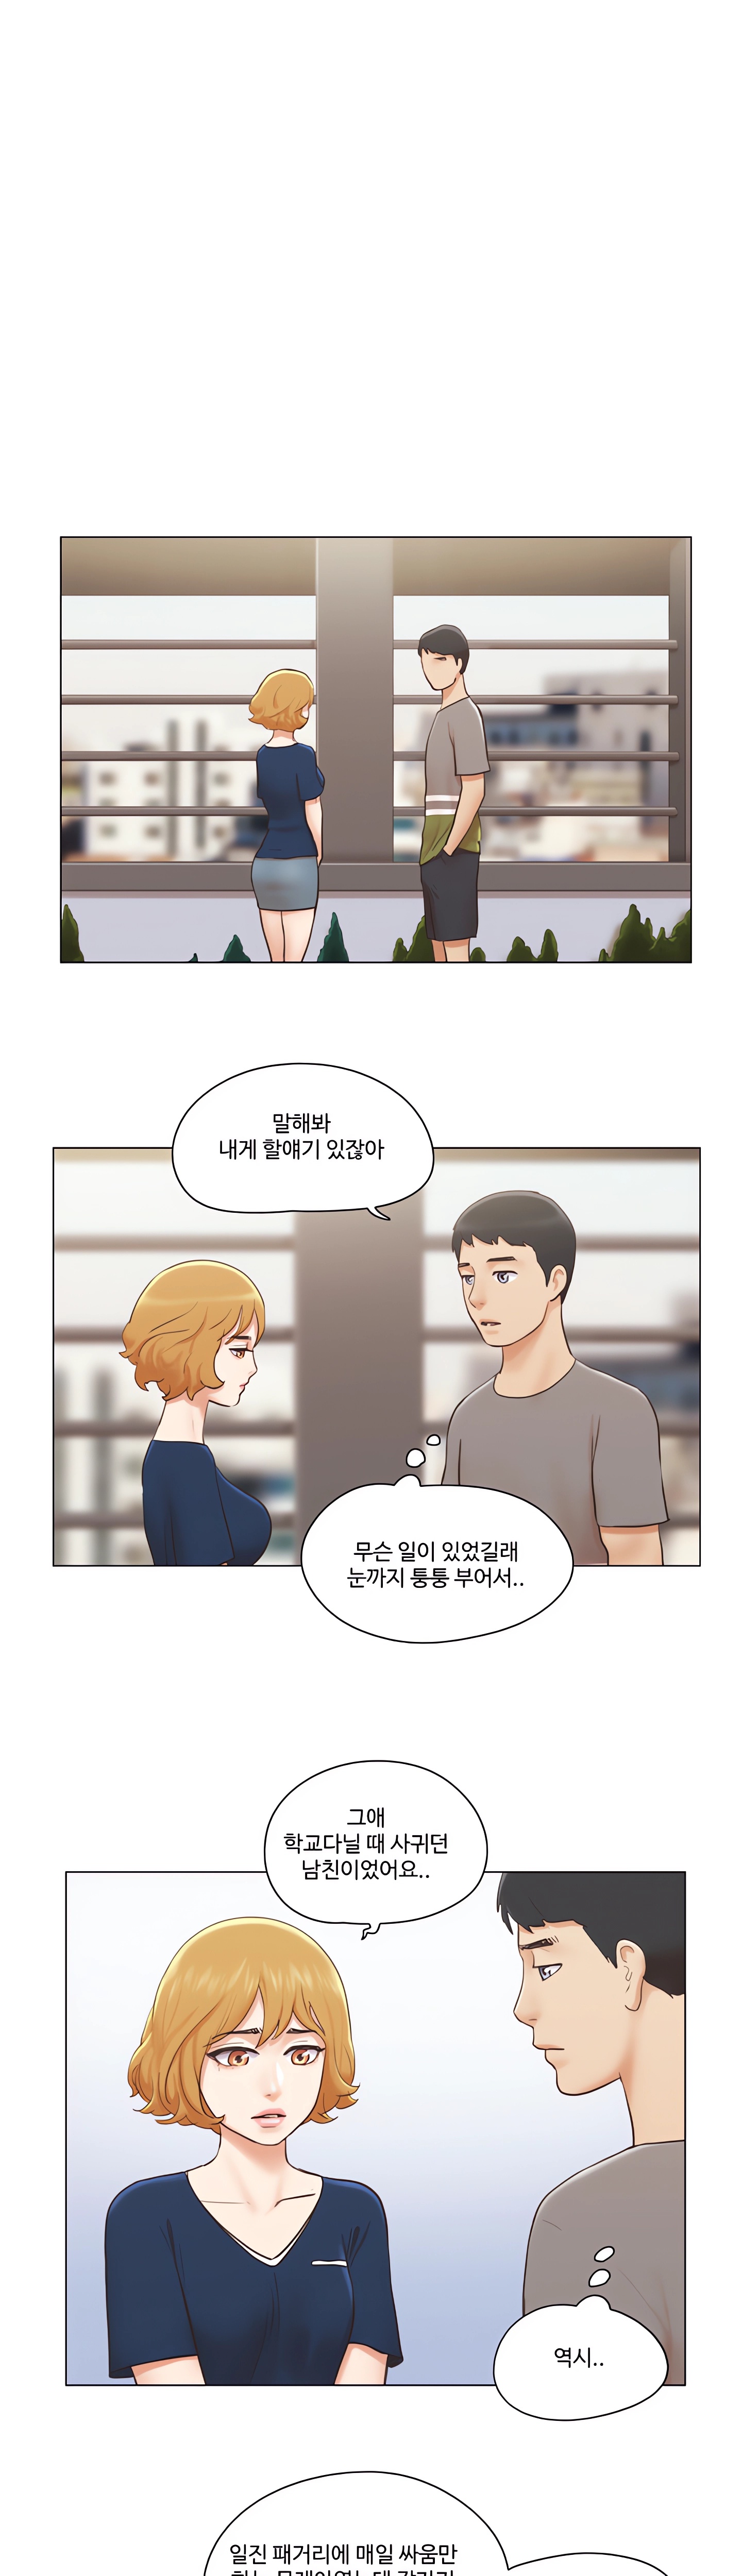 말해봐
내게 할얘기 있잖아
무슨 일이 있었길래
눈까지 퉁퉁 부어서..
그애
학교다닐 때 사귀던
남친이었어요..
역시..
일진 패거리에 매일 싸움만